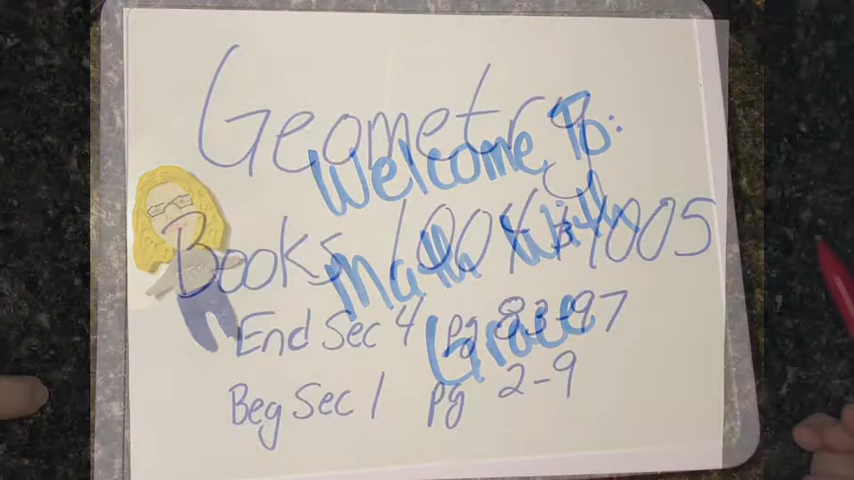 Geometry
Welcome To:
Books 1004 & 1005
Math With
End Sec 4 pg 83-97
Grace
Beg Sec 1 pg 2-9